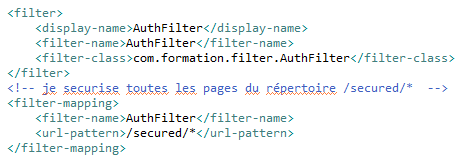 <filter>
    <display-name>AuthFilter</display-name>
    <filter-name>AuthFilter</filter-name>
    <filter-class>com.formation.filter.AuthFilter</filter-class>
</filter>
<!-- je securise toutes les pages du répertoire /secured/*  -->
<filter-mapping>
    <filter-name>AuthFilter</filter-name>
    <url-pattern>/secured/*</url-pattern>
</filter-mapping>